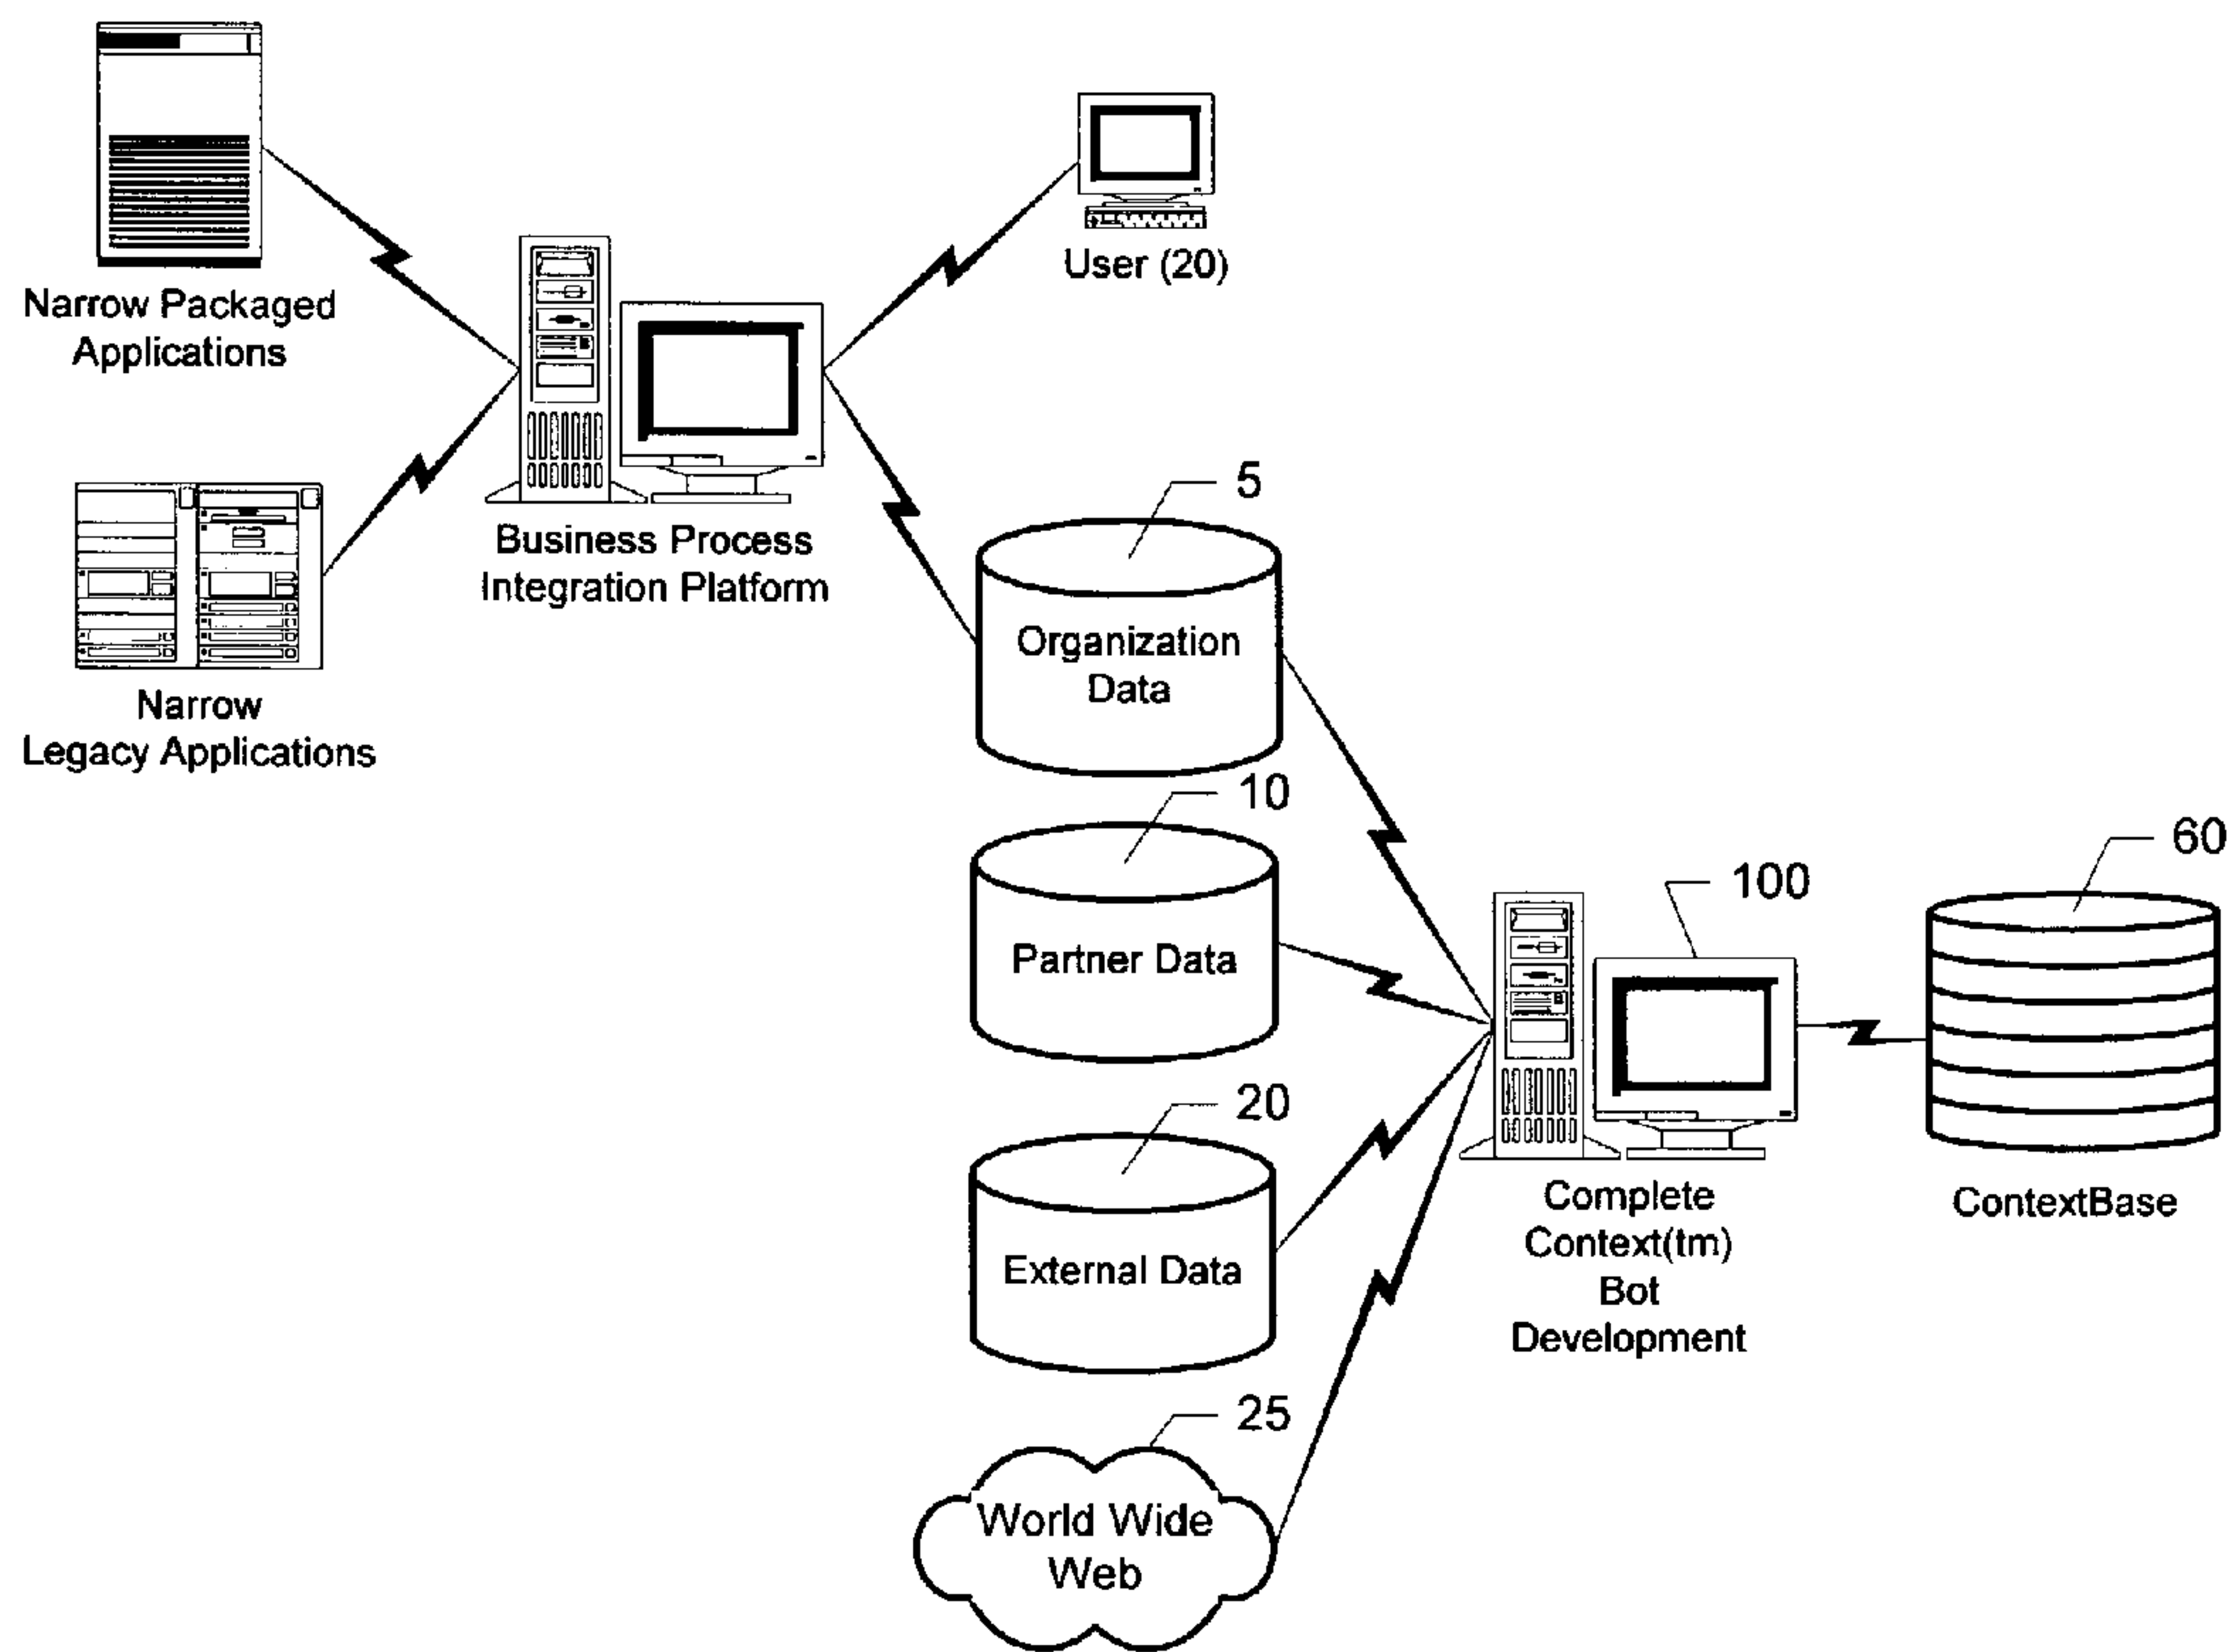 Narrow Packaged
Applications
User (20)
Business Process
Integration Platform
Narrow
Legacy Applications
5
Organization
Data
10
Partner Data
20
External Data
25
World Wide
Web
100
Complete
Context(tm)
Bot
Development
60
ContextBase